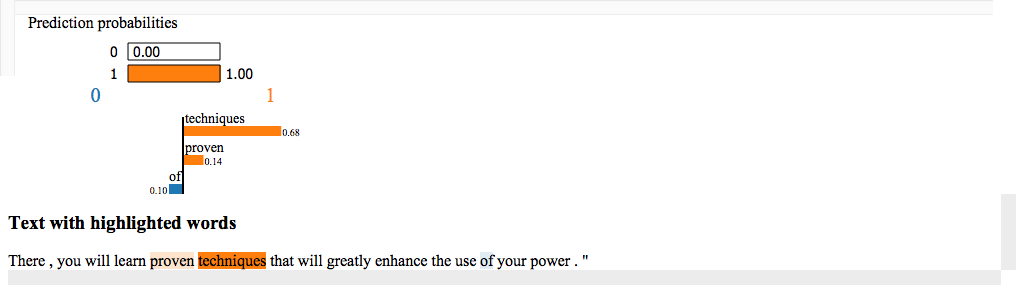 Prediction probabilities
0 0.00
1 1.00
0 1
techniques
0.68
proven
0.14
of
0.10
Text with highlighted words
There , you will learn proven techniques that will greatly enhance the use of your power . "